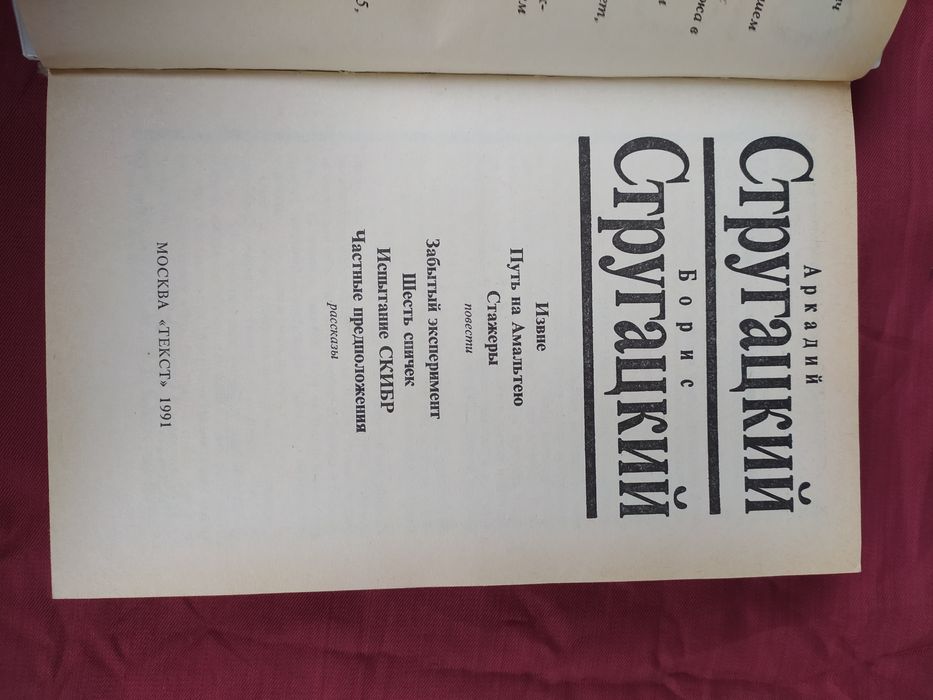 Аркадий
Стругацкий
Борис
Стругацкий
Извне
Путь на Амальтею
Стажеры
повести
Забытый эксперимент
Шесть спичек
Испытание СКИБР
Частные предположения
рассказы
МОСКВА «ТЕКСТ» 1991